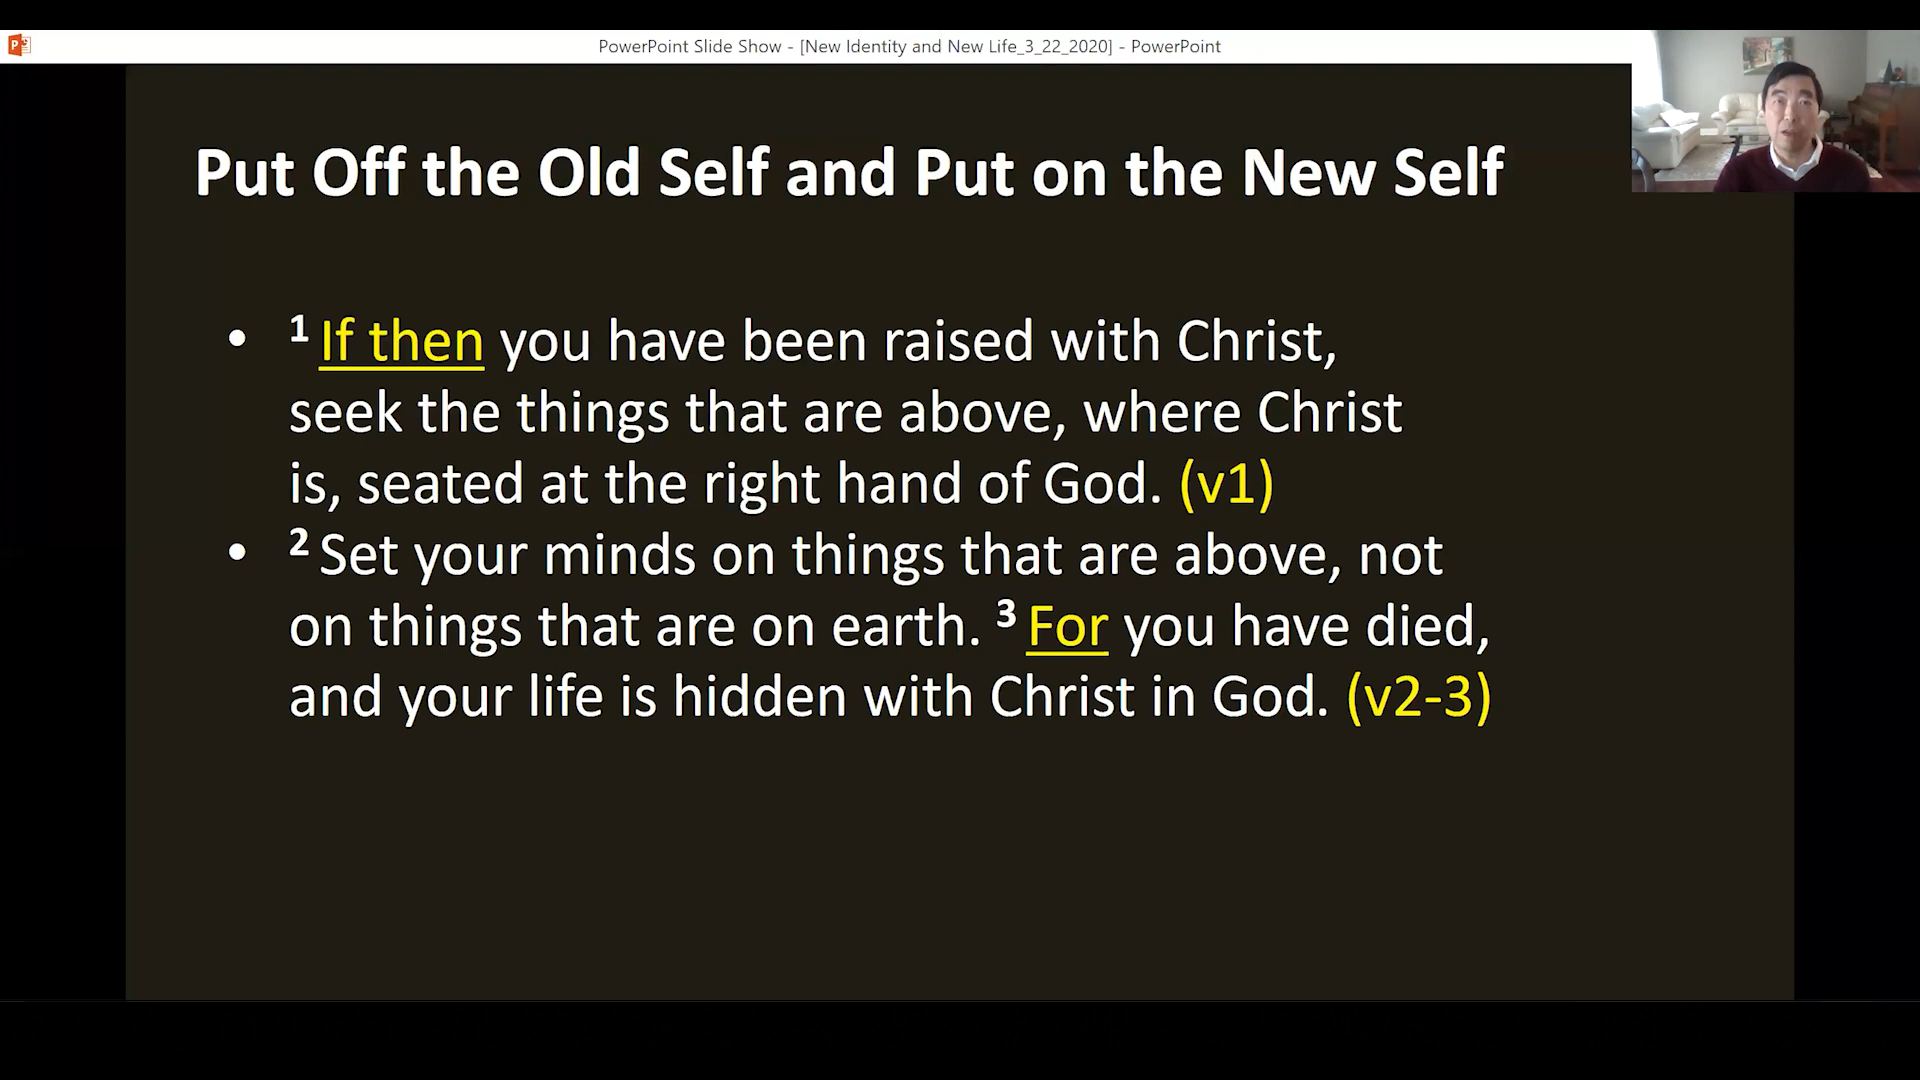 PowerPoint Slide Show - [New Identity and New Life_3_22_2020] - PowerPoint
Put Off the Old Self and Put on the New Self
• 1 If then you have been raised with Christ,
seek the things that are above, where Christ
is, seated at the right hand of God. (v1)
• 2 Set your minds on things that are above, not
on things that are on earth. 3 For you have died,
and your life is hidden with Christ in God. (v2-3)